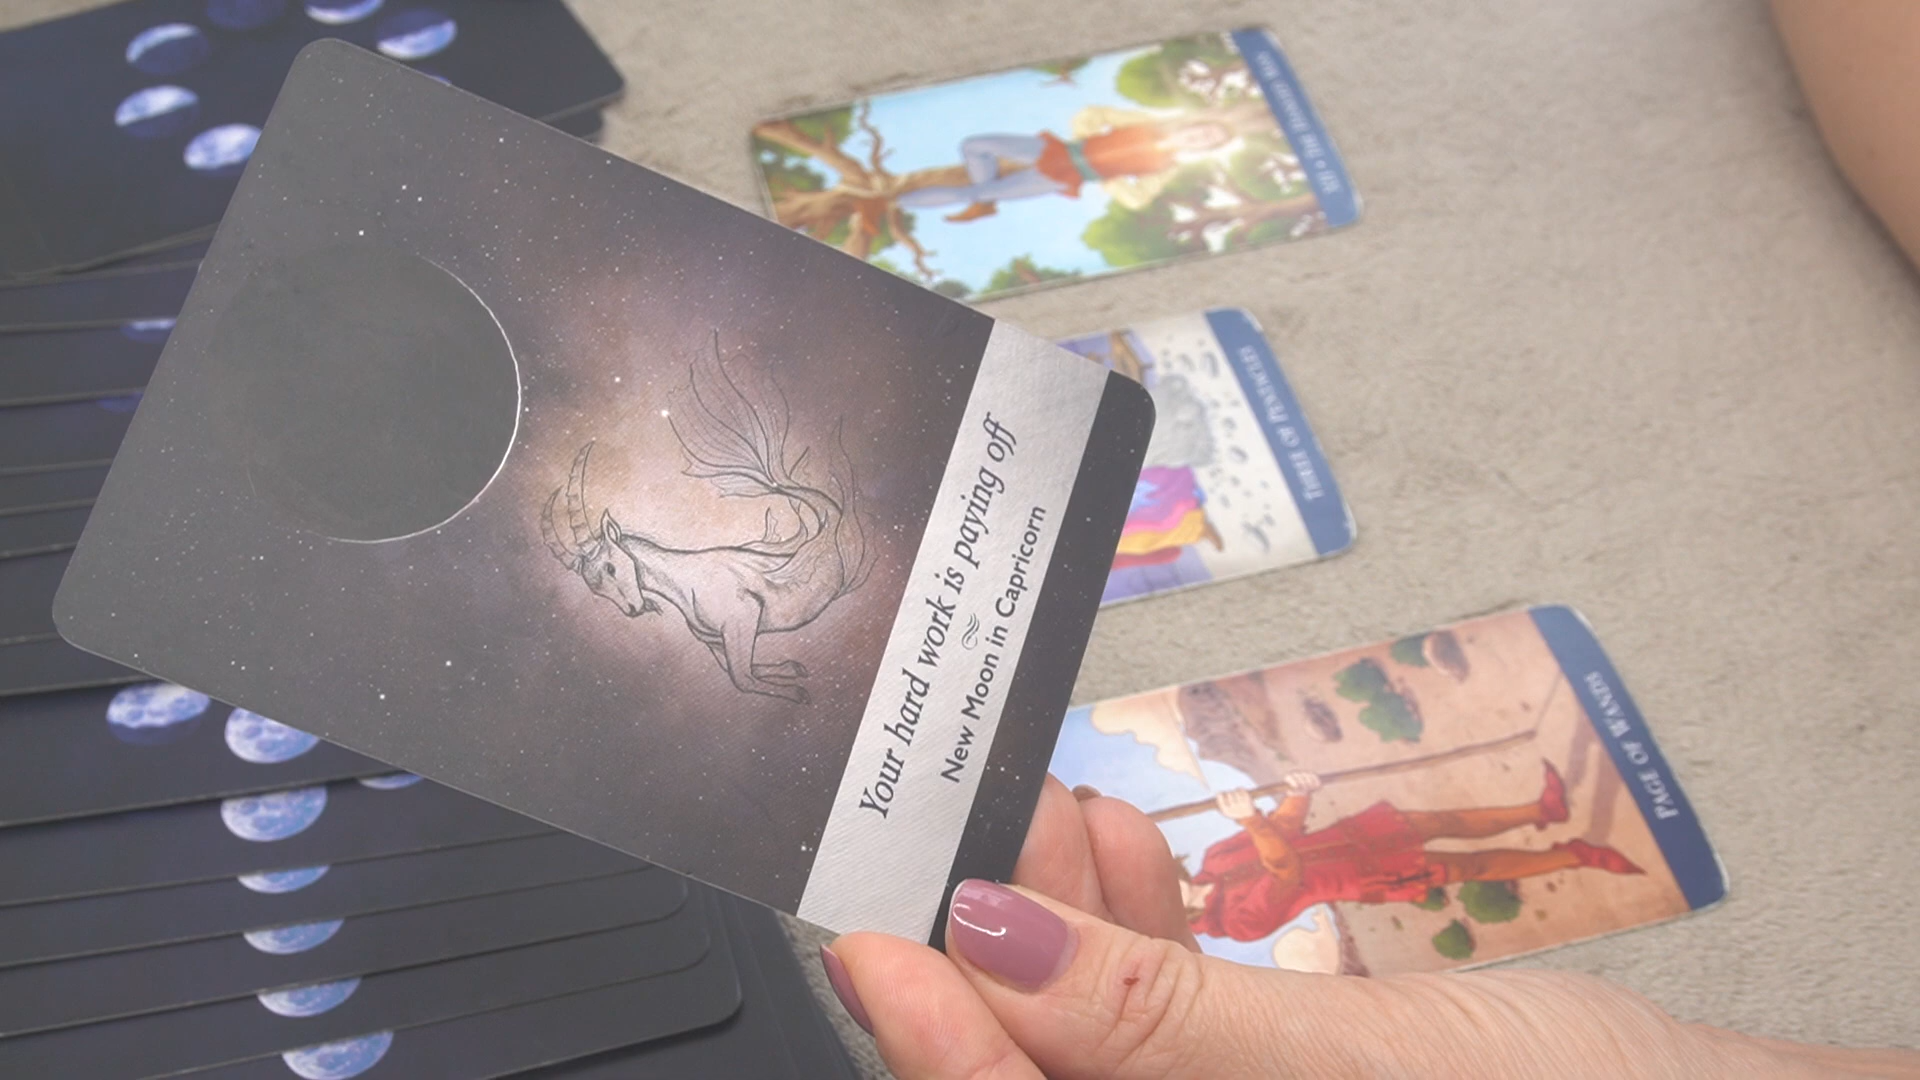 Your hard work is paying off
New Moon in Capricorn
XII • THE HANGED MAN
THREE OF PENTACLES
PAGE OF WANDS